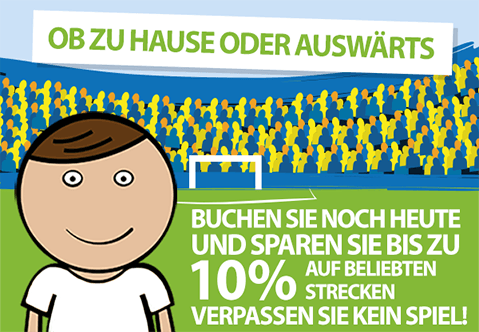 OB ZU HAUSE ODER AUSWÄRTS
BUCHEN SIE NOCH HEUTE
UND SPAREN SIE BIS ZU
10% AUF BELIEBTEN
STRECKEN
VERPASSEN SIE KEIN SPIEL!